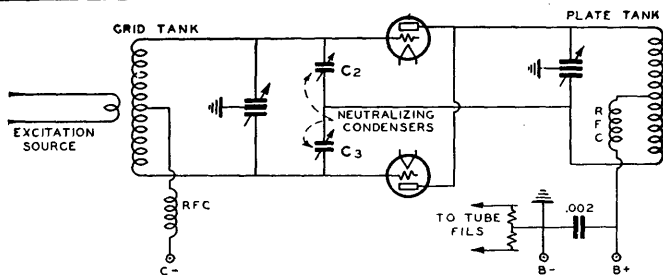 GRID TANK
PLATE TANK
C2
EXCITATION
SOURCE
NEUTRALIZING
CONDENSERS
C3
RFC
RFC
TO TUBE
FILS
.002
C-
B-
B+